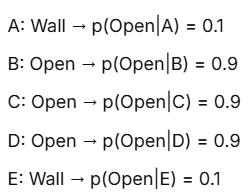 A: Wall → p(Open|A) = 0.1
B: Open → p(Open|B) = 0.9
C: Open → p(Open|C) = 0.9
D: Open → p(Open|D) = 0.9
E: Wall → p(Open|E) = 0.1